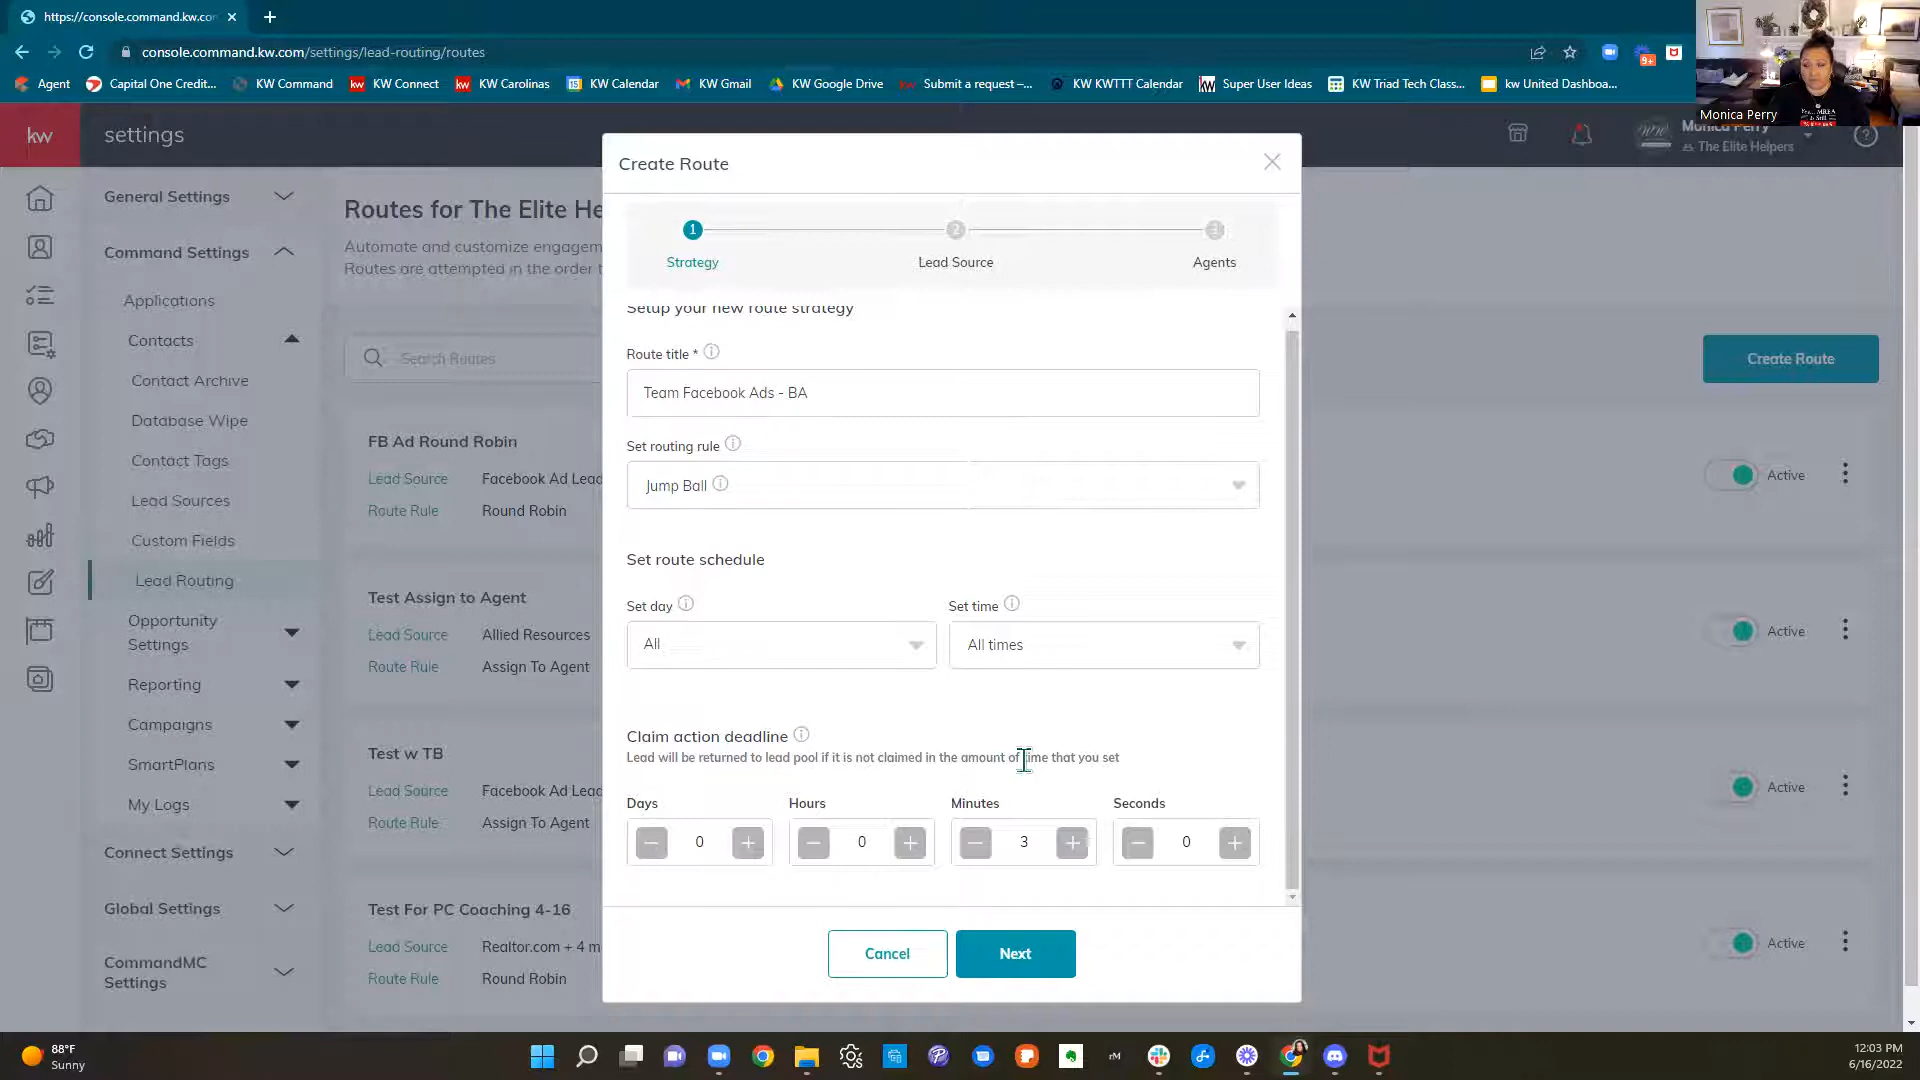 https://console.command.kw.co
console.command.kw.com/settings/lead-routing/routes
9+
Agent
Capital One Credit...
KW Command
KW Connect
KW Carolinas
KW Calendar
KW Gmail
KW Google Drive
Submit a request –...
KW KWTTT Calendar
Super User Ideas
KW Triad Tech Class...
kw United Dashboa...
Monica Perry
kw
settings
Monica Perry
The Elite Helpers
General Settings
Command Settings
Applications
Contacts
Contact Archive
Database Wipe
Contact Tags
Lead Sources
Custom Fields
Lead Routing
Opportunity
Settings
Reporting
Campaigns
SmartPlans
My Logs
Connect Settings
Global Settings
CommandMC
Settings
Routes for The Elite He
Automate and customize engagem
Routes are attempted in the order t
Search Routes
Create Route
FB Ad Round Robin
Lead Source Facebook Ad Lead
Route Rule Round Robin
Active
Test Assign to Agent
Lead Source Allied Resources
Route Rule Assign To Agent
Active
Test w TB
Lead Source Facebook Ad Lead
Route Rule Assign To Agent
Active
Test For PC Coaching 4-16
Lead Source Realtor.com + 4 m
Route Rule Round Robin
Active
Create Route
1 2 3
Strategy Lead Source Agents
Setup your new route strategy
Route title *
Team Facebook Ads - BA
Set routing rule
Jump Ball
Set route schedule
Set day Set time
All All times
Claim action deadline
Lead will be returned to lead pool if it is not claimed in the amount of time that you set
Days Hours Minutes Seconds
0 0 3 0
Cancel Next
88°F
Sunny
rM
12:03 PM
6/16/2022